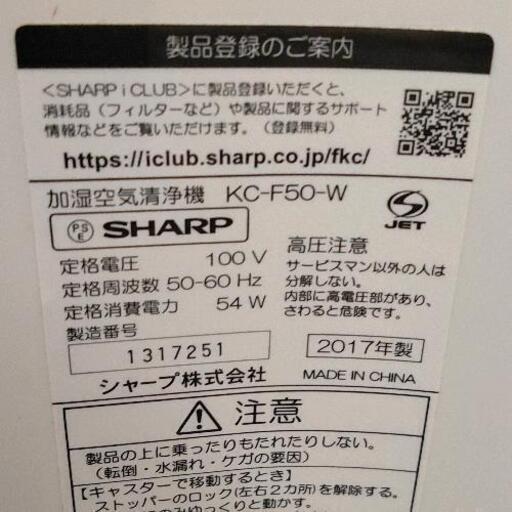 製品登録のご案内
<SHARP i CLUB>に製品登録いただくと、
消耗品（フィルターなど）や製品に関するサポート
情報などをご覧いただけます。（登録無料）
https://iclub.sharp.co.jp/fkc/
加湿空気清浄機 KC-F50-W
PS E SHARP
S JET
定格電圧 100 V
定格周波数 50-60 Hz
定格消費電力 54 W
製造番号
1317251
シャープ株式会社
高圧注意
サービスマン以外の人は
分解しない。
内部に高電圧部があり、
さわると危険です。
2017年製
MADE IN CHINA
注意
製品の上に乗ったりもたれたりしない。
（転倒・水漏れ・ケガの要因）
【キャスターで移動するとき】
ストッパーのロック(左右2カ所)を解除する。
のみゆっくりと動かす。